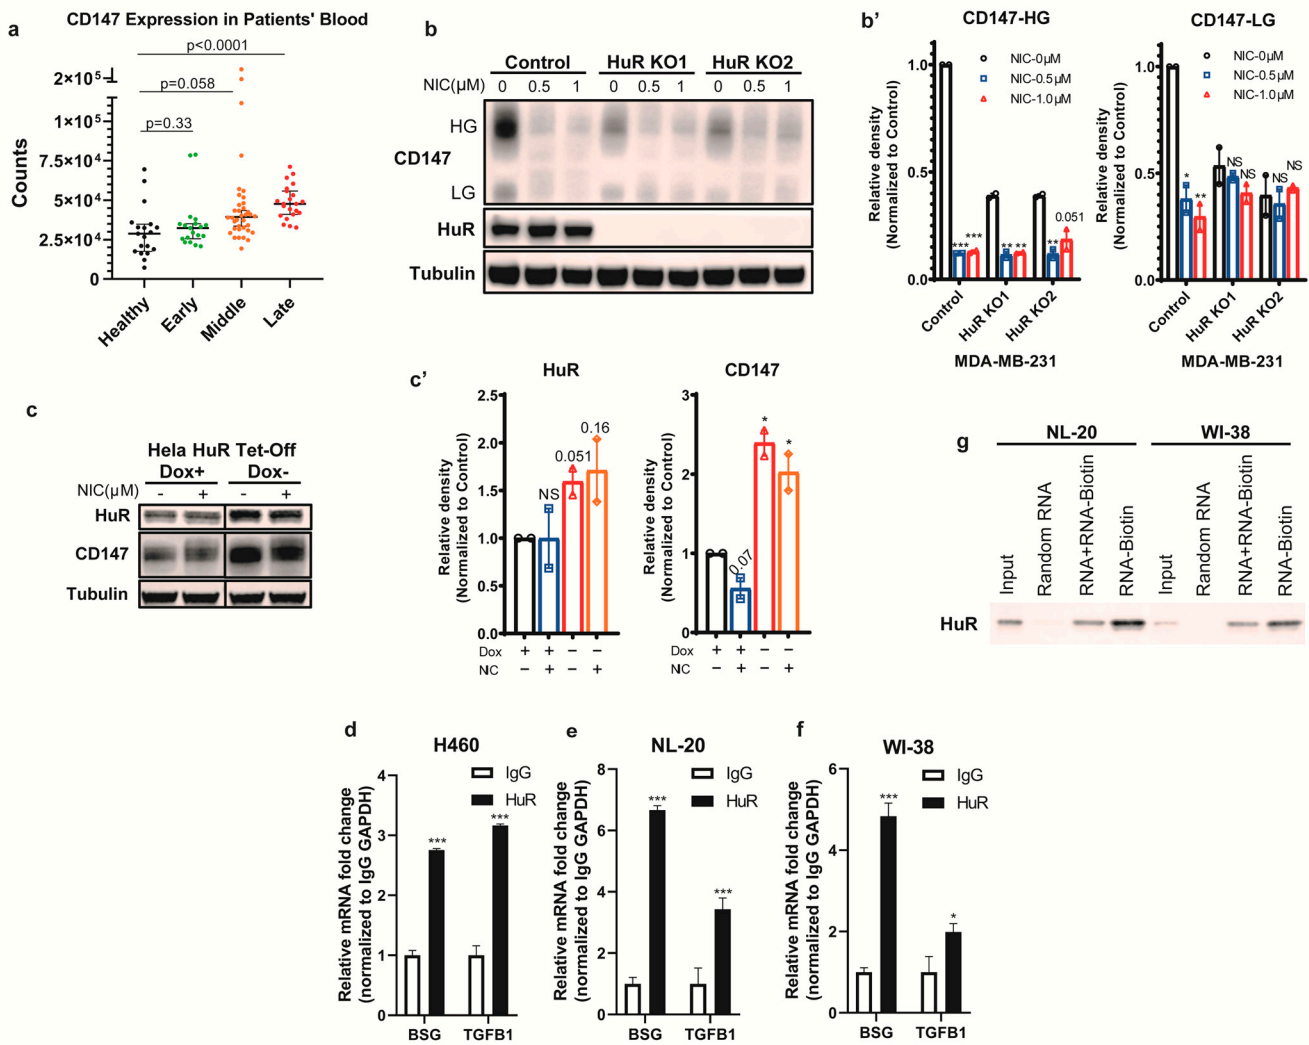 a
CD147 Expression in Patients' Blood
p<0.0001
p=0.058
p=0.33
Counts
2×10⁵
1×10⁵
7.5×10⁴
5×10⁴
2.5×10⁴
0
Healthy
Early
Middle
Late
b
Control
HuR KO1
HuR KO2
NIC(μM) 0 0.5 1 0 0.5 1 0 0.5 1
HG
CD147
LG
HuR
Tubulin
b'
CD147-HG
NIC-0μM
NIC-0.5μM
NIC-1.0μM
Relative density
(Normalized to Control)
1.0
0.5
0.0
*** *** ** ** ** 0.051
Control
HuR KO1
HuR KO2
MDA-MB-231
CD147-LG
NIC-0μM
NIC-0.5μM
NIC-1.0μM
Relative density
(Normalized to Control)
1.0
0.5
0.0
* ** NS NS NS NS
Control
HuR KO1
HuR KO2
MDA-MB-231
c
Hela HuR Tet-Off
Dox+ Dox-
NIC(μM) - + - +
HuR
CD147
Tubulin
c'
HuR
Relative density
(Normalized to Control)
2.5
2.0
1.5
1.0
0.5
0.0
NS
0.051
0.16
Dox + + − −
NIC − + − +
CD147
Relative density
(Normalized to Control)
3
2
1
0
0.07
*
*
Dox + + − −
NIC − + − +
g
NL-20
WI-38
Input
Random RNA
RNA+RNA-Biotin
RNA-Biotin
Input
Random RNA
RNA+RNA-Biotin
RNA-Biotin
HuR
d
H460
IgG
HuR
Relative mRNA fold change
(normalized to IgG GAPDH)
4
3
2
1
0
***
***
BSG TGFB1
e
NL-20
IgG
HuR
Relative mRNA fold change
(normalized to IgG GAPDH)
8
6
4
2
0
***
***
BSG TGFB1
f
WI-38
IgG
HuR
Relative mRNA fold change
(normalized to IgG GAPDH)
6
4
2
0
***
*
BSG TGFB1